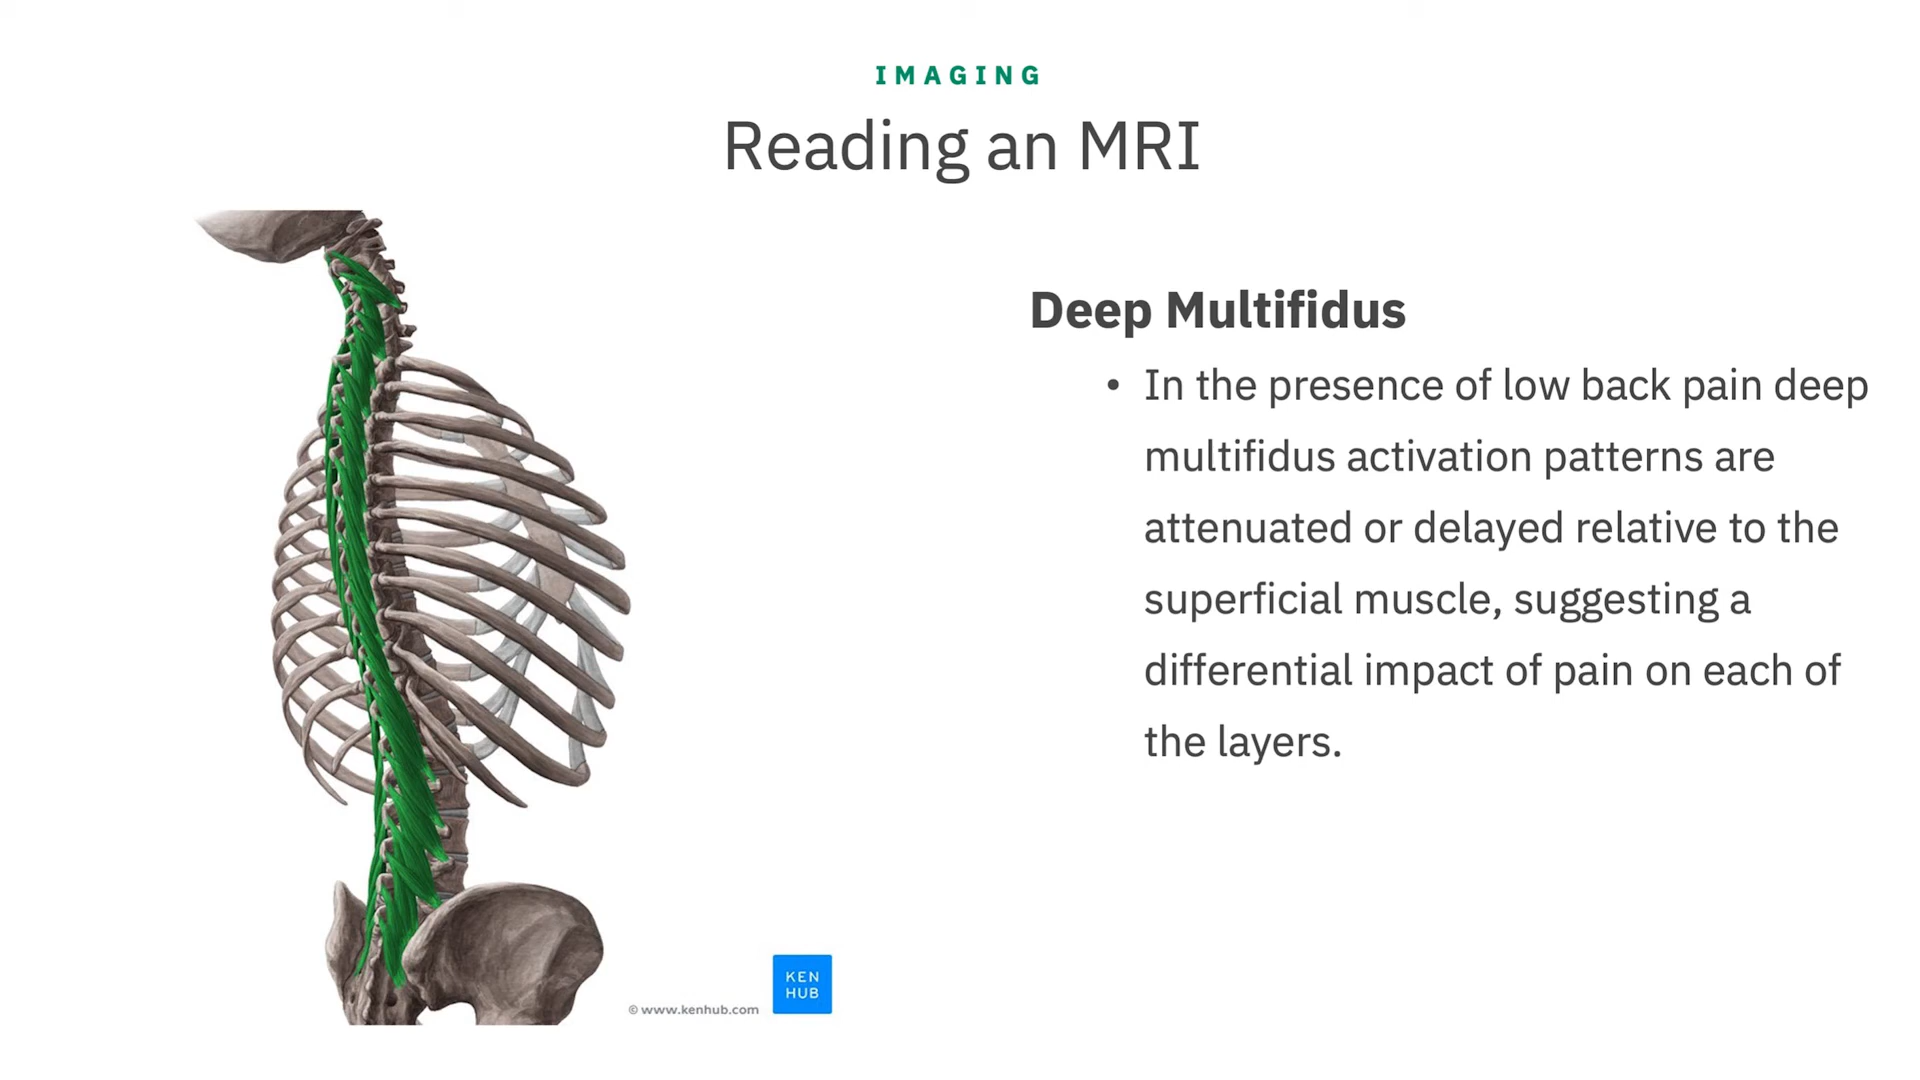 IMAGING
Reading an MRI
Deep Multifidus
• In the presence of low back pain deep
multifidus activation patterns are
attenuated or delayed relative to the
superficial muscle, suggesting a
differential impact of pain on each of
the layers.
© www.kenhub.com
KEN
HUB